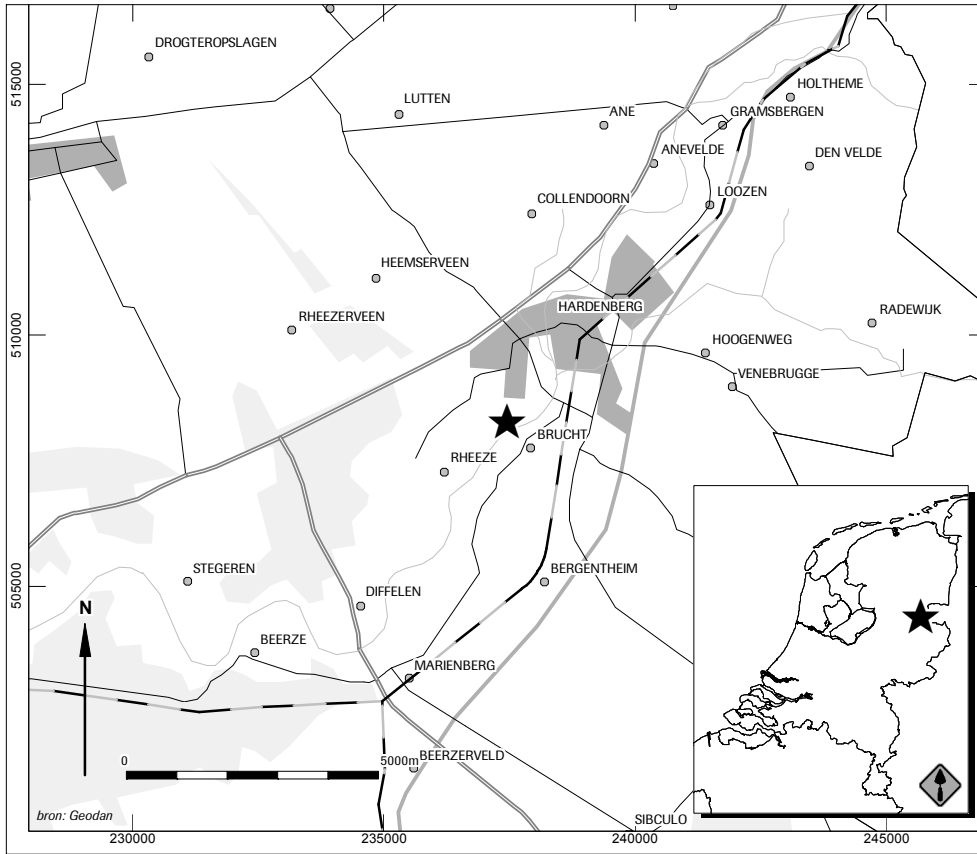 DROGTEROPSLAGEN
515000
HOLTHEME
LUTTEN
ANE
GRAMSBERGEN
ANEVELDE
DEN VELDE
LOOZEN
COLLENDOORN
HEEMSERVEEN
HARDENBERG
RADEWIJK
RHEEZERVEEN
510000
HOOGENWEG
VENEBRUGGE
BRUCHT
RHEEZE
STEGEREN
505000
DIFFELEN
BERGENTHEIM
N
BEERZE
MARIENBERG
0
5000m
BEERZERVELD
bron: Geodan
SIBCULO
230000
235000
240000
245000